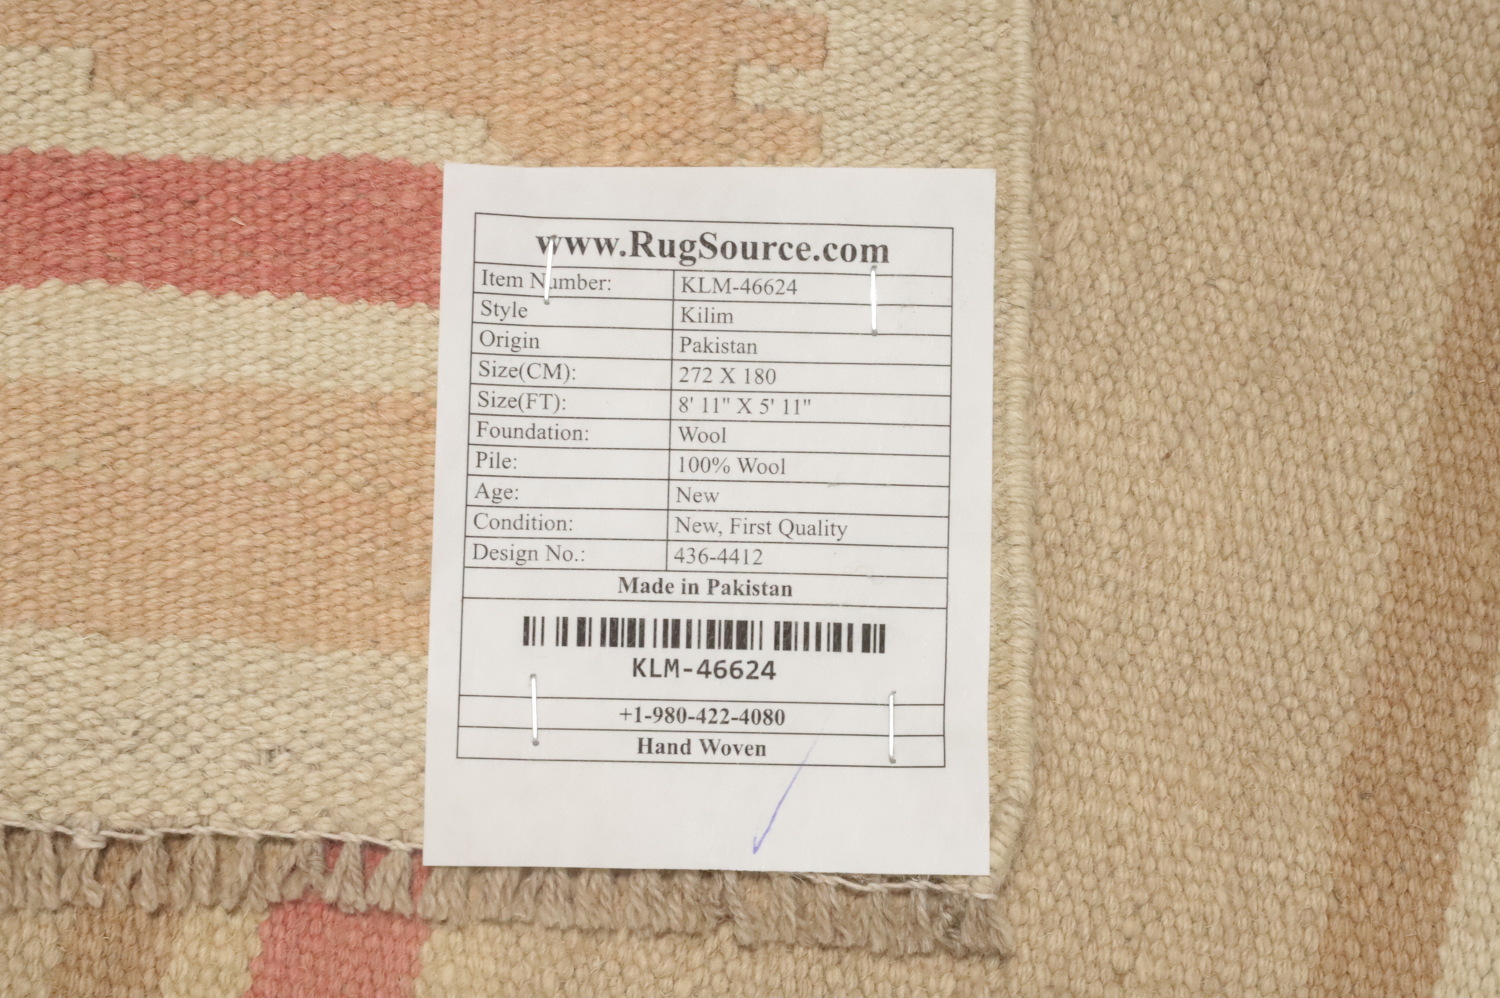 www.RugSource.com
Item Number: KLM-46624
Style Kilim
Origin Pakistan
Size(CM): 272 X 180
Size(FT): 8' 11" X 5' 11"
Foundation: Wool
Pile: 100% Wool
Age: New
Condition: New, First Quality
Design No.: 436-4412
Made in Pakistan
KLM-46624
+1-980-422-4080
Hand Woven